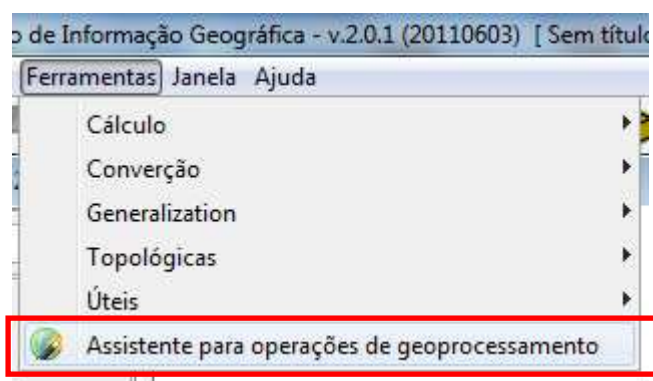 o de Informação Geográfica - v.2.0.1 (20110603) [ Sem título
Ferramentas Janela Ajuda
Cálculo
Converção
Generalization
Topológicas
Úteis
Assistente para operações de geoprocessamento